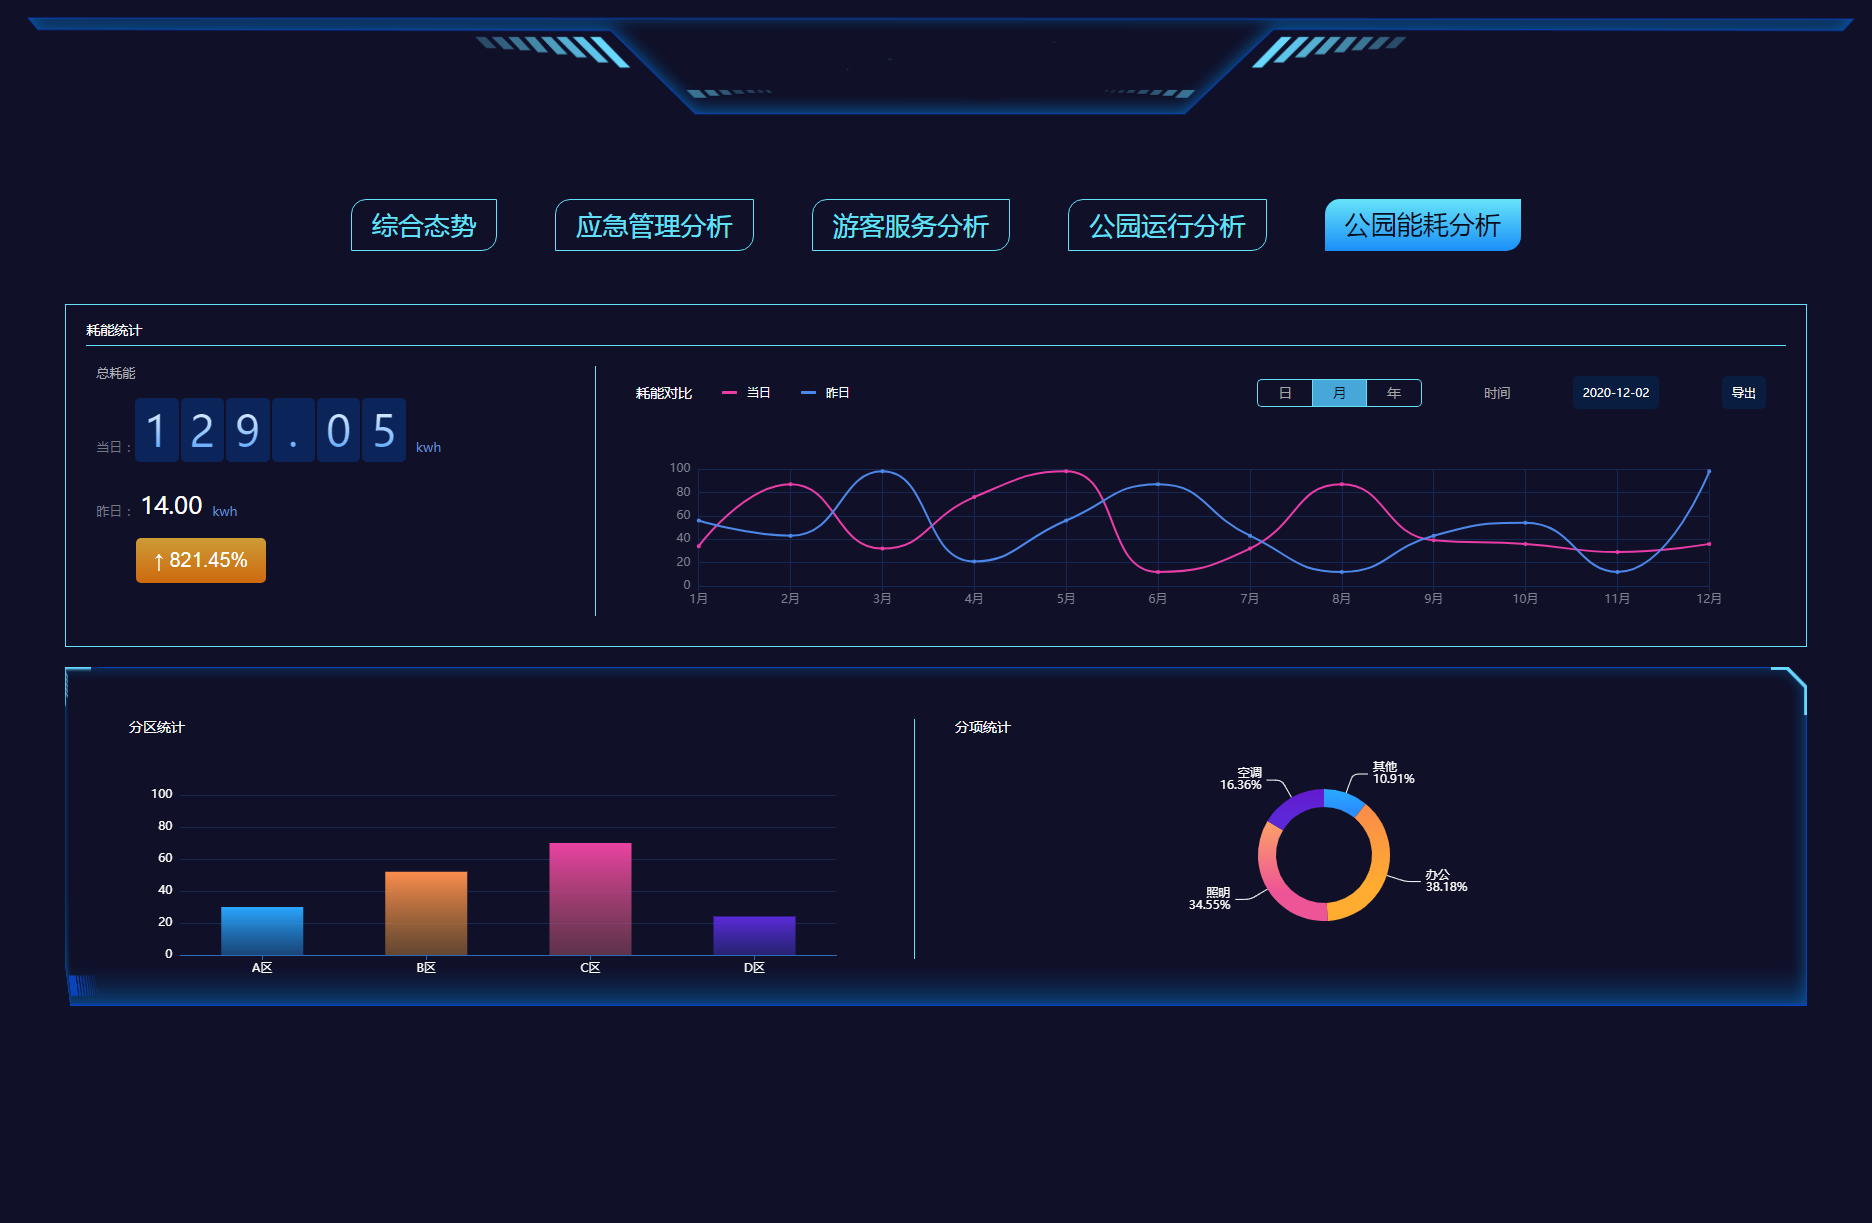 综合态势
应急管理分析
游客服务分析
公园运行分析
公园能耗分析
耗能统计
总耗能
当日： 129.05 kwh
昨日： 14.00 kwh
↑ 821.45%
耗能对比 当日 昨日
日 月 年
时间
2020-12-02
导出
100
80
60
40
20
0
1月 2月 3月 4月 5月 6月 7月 8月 9月 10月 11月 12月
分区统计
100
80
60
40
20
0
A区 B区 C区 D区
分项统计
其他
10.91%
空调
16.36%
办公
38.18%
照明
34.55%